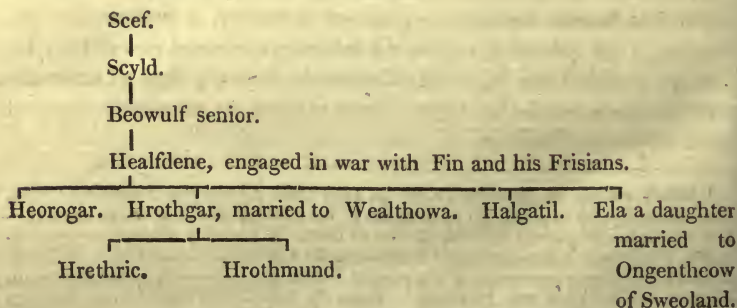 Scef.
Scyld.
Beowulf senior.
Healfdene, engaged in war with Fin and his Frisians.
Heorogar. Hrothgar, married to Wealthowa. Halgatil. Ela a daughter
married to
Hrethric. Hrothmund. Ongentheow
of Sweoland.